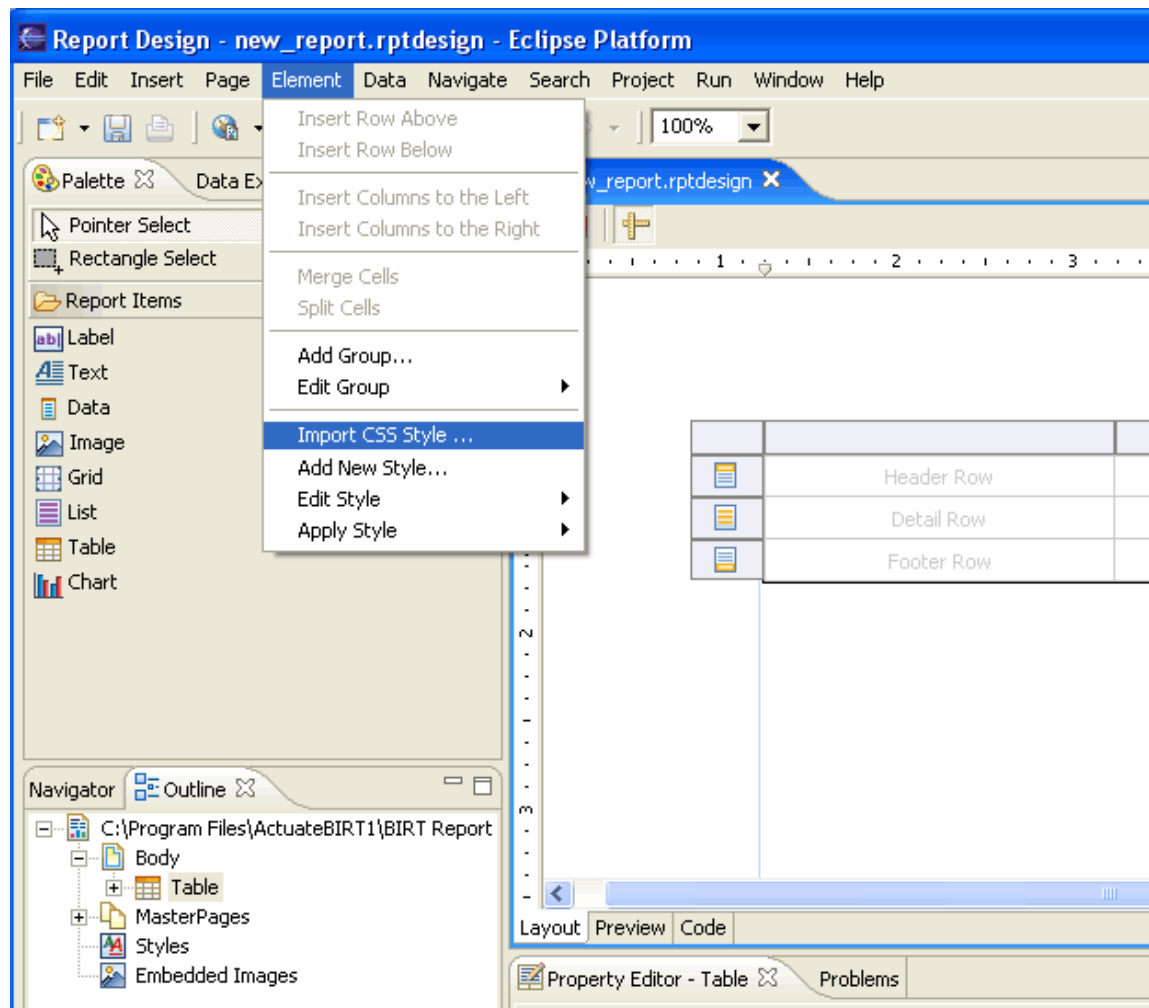 Report Design - new_report.rptdesign - Eclipse Platform
File Edit Insert Page Element Data Navigate Search Project Run Window Help
100%
Palette Data Ex
Pointer Select
Rectangle Select
Report Items
Label
Text
Data
Image
Grid
List
Table
Chart
Insert Row Above
Insert Row Below
Insert Columns to the Left
Insert Columns to the Right
Merge Cells
Split Cells
Add Group...
Edit Group
Import CSS Style ...
Add New Style...
Edit Style
Apply Style
w_report.rptdesign
1 2 3
Header Row
Detail Row
Footer Row
2
3
Layout Preview Code
Navigator Outline
C:\Program Files\ActuateBIRT1\BIRT Report
Body
Table
MasterPages
Styles
Embedded Images
Property Editor - Table Problems